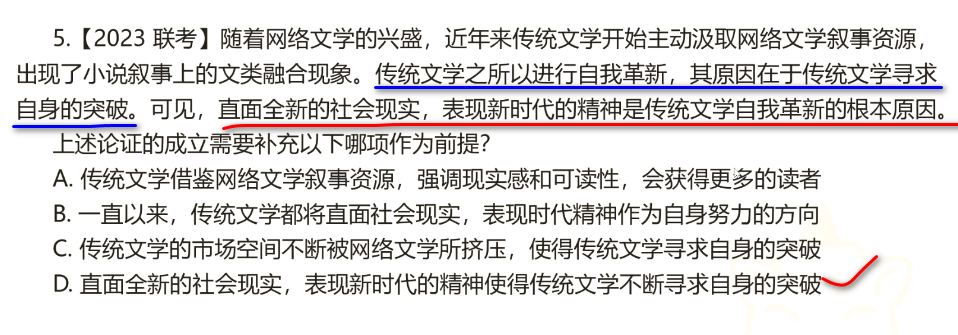 5.【2023 联考】随着网络文学的兴盛，近年来传统文学开始主动汲取网络文学叙事资源，
出现了小说叙事上的文类融合现象。传统文学之所以进行自我革新，其原因在于传统文学寻求
自身的突破。可见，直面全新的社会现实，表现新时代的精神是传统文学自我革新的根本原因。
上述论证的成立需要补充以下哪项作为前提？
A. 传统文学借鉴网络文学叙事资源，强调现实感和可读性，会获得更多的读者
B. 一直以来，传统文学都将直面社会现实，表现时代精神作为自身努力的方向
C. 传统文学的市场空间不断被网络文学所挤压，使得传统文学寻求自身的突破
D. 直面全新的社会现实，表现新时代的精神使得传统文学不断寻求自身的突破